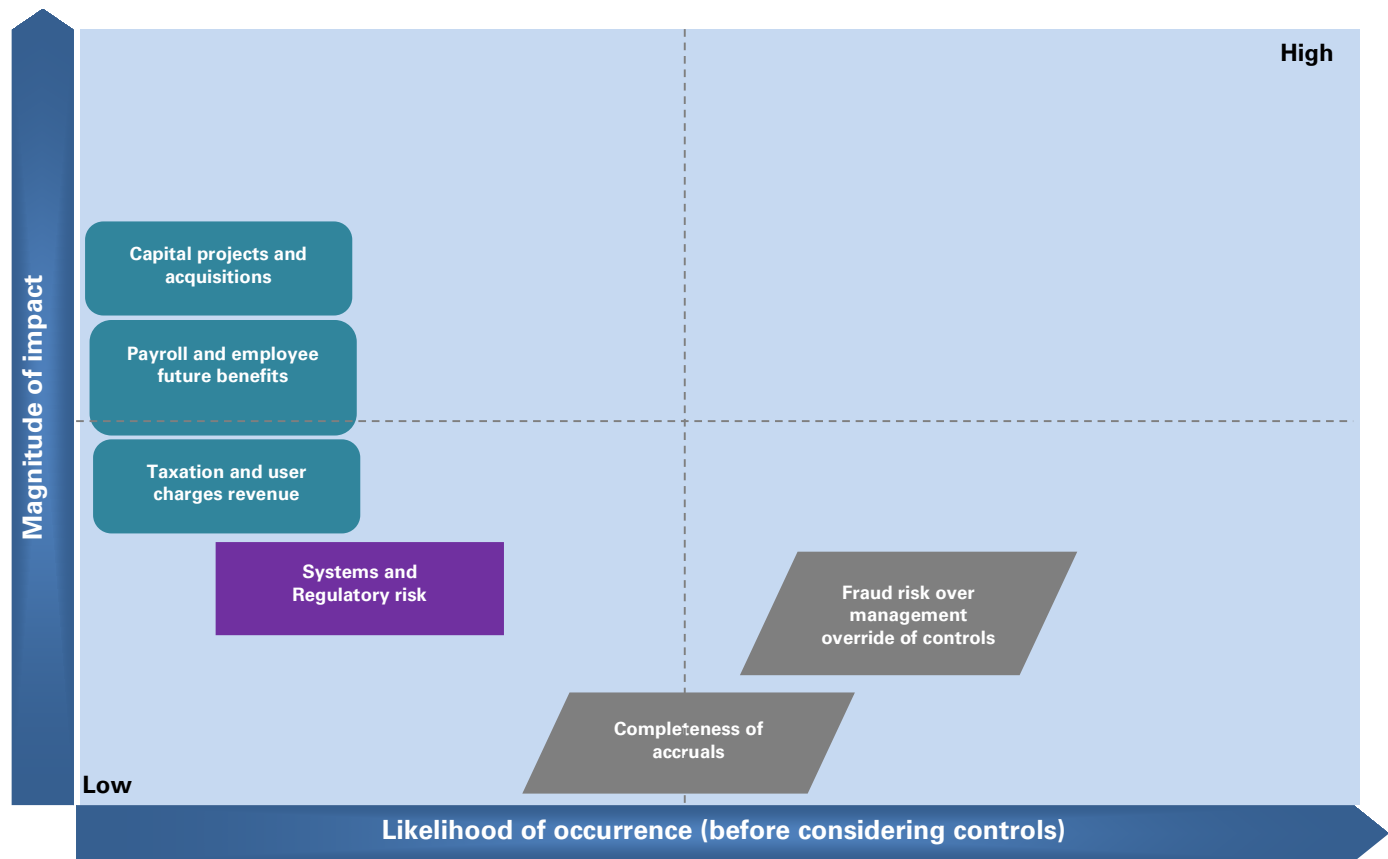 High
Capital projects and
acquisitions
Payroll and employee
future benefits
Taxation and user
charges revenue
Systems and
Regulatory risk
Fraud risk over
management
override of controls
Completeness of
accruals
Low
Magnitude of impact
Likelihood of occurrence (before considering controls)